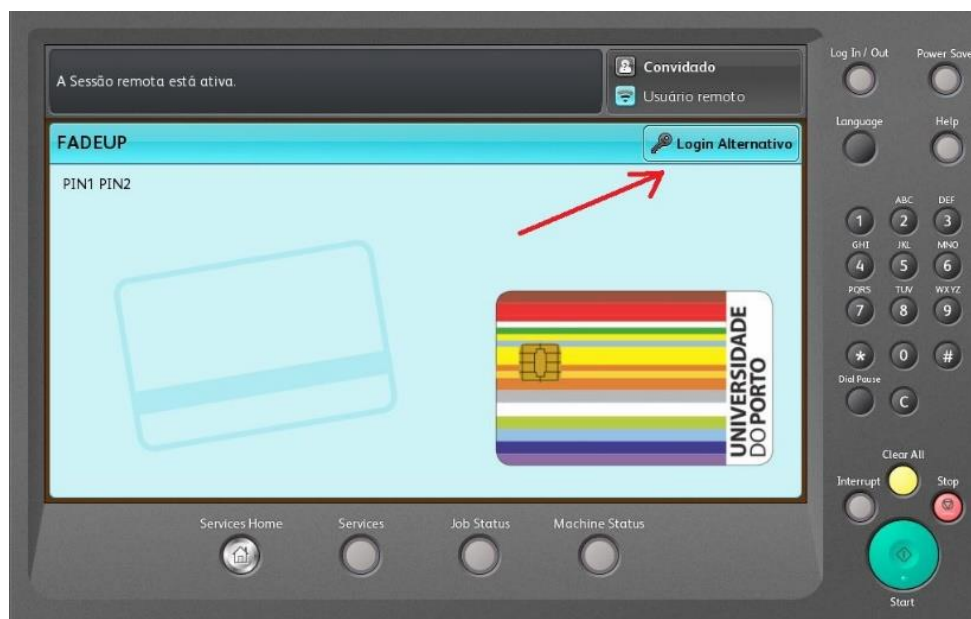 A Sessão remota está ativa.
Convidado
Usuário remoto
FADEUP
Login Alternativo
PIN1 PIN2
UNIVERSIDADE
DO PORTO
Services Home
Services
Job Status
Machine Status
Log In / Out
Power Save
Language
Help
ABC
DEF
1
2
3
GHI
JKL
MNO
4
5
6
PQRS
TUV
WXYZ
7
8
9
*
0
#
Dial Pause
C
Clear All
Interrupt
Stop
Start